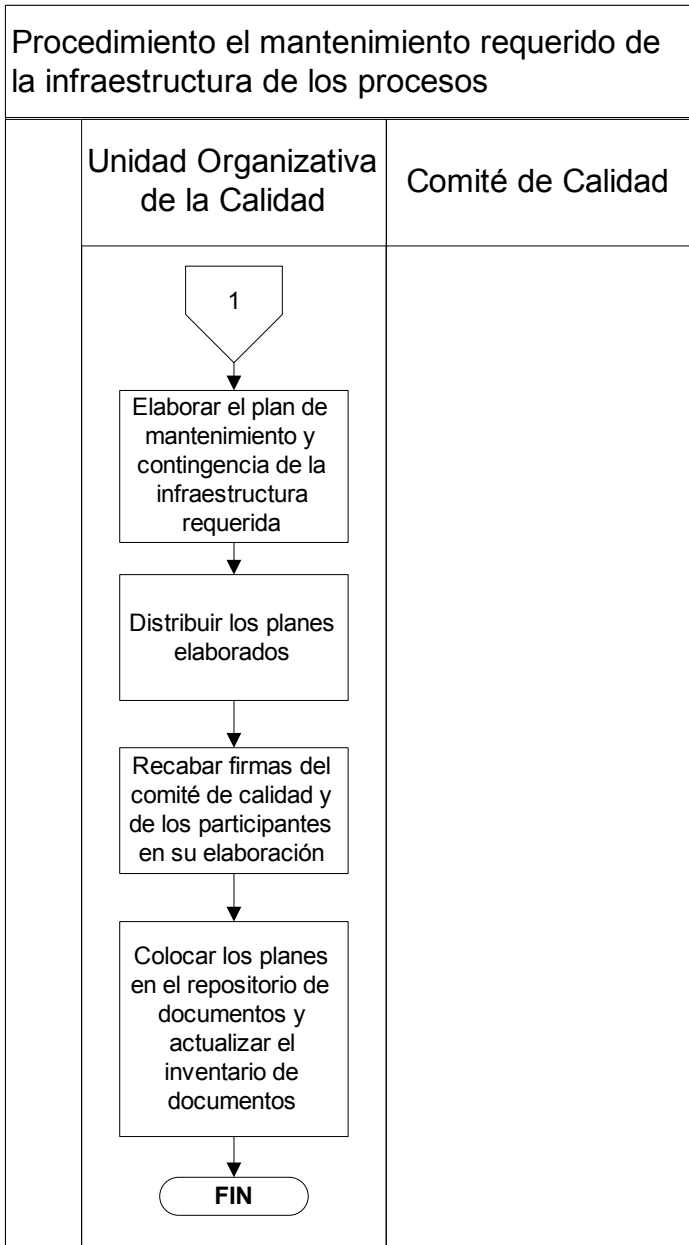 Procedimiento el mantenimiento requerido de
la infraestructura de los procesos
Unidad Organizativa
de la Calidad
Comité de Calidad
1
Elaborar el plan de
mantenimiento y
contingencia de la
infraestructura
requerida
Distribuir los planes
elaborados
Recabar firmas del
comité de calidad y
de los participantes
en su elaboración
Colocar los planes
en el repositorio de
documentos y
actualizar el
inventario de
documentos
FIN